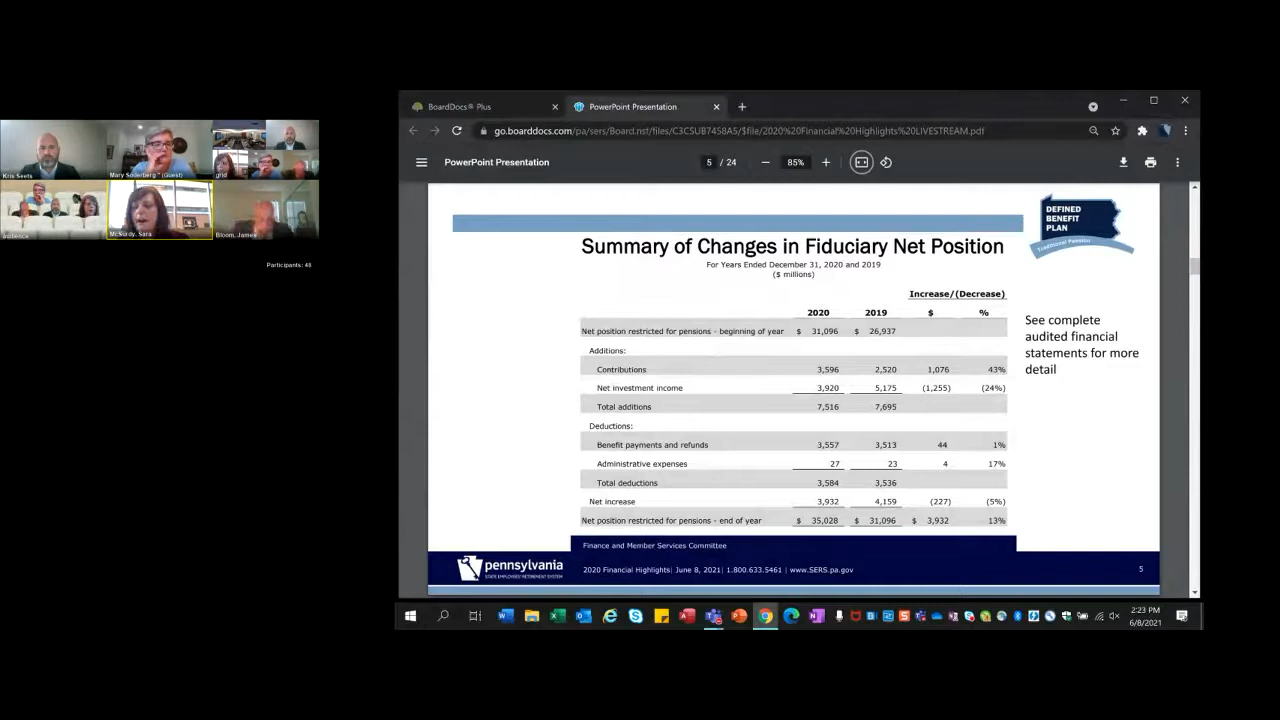 Kris Seets
Mary Soderberg * (Guest)
grid
audience
McSurdy, Sara
Bloom, James
Participants: 48
BoardDocs® Plus
PowerPoint Presentation
go.boarddocs.com/pa/sers/Board.nsf/files/C3CSUB7458A5/$file/2020%20Financial%20Highlights%20LIVESTREAM.pdf
PowerPoint Presentation
5 / 24
85%
DEFINED
BENEFIT
PLAN
Traditional Pension
Summary of Changes in Fiduciary Net Position
For Years Ended December 31, 2020 and 2019
($ millions)
Increase/(Decrease)
2020 2019 $ %
Net position restricted for pensions - beginning of year $ 31,096 $ 26,937
Additions:
Contributions 3,596 2,520 1,076 43%
Net investment income 3,920 5,175 (1,255) (24%)
Total additions 7,516 7,695
Deductions:
Benefit payments and refunds 3,557 3,513 44 1%
Administrative expenses 27 23 4 17%
Total deductions 3,584 3,536
Net increase 3,932 4,159 (227) (5%)
Net position restricted for pensions - end of year $ 35,028 $ 31,096 $ 3,932 13%
See complete
audited financial
statements for more
detail
Finance and Member Services Committee
pennsylvania
STATE EMPLOYEES' RETIREMENT SYSTEM
2020 Financial Highlights| June 8, 2021| 1.800.633.5461 | www.SERS.pa.gov
5
2:23 PM
6/8/2021